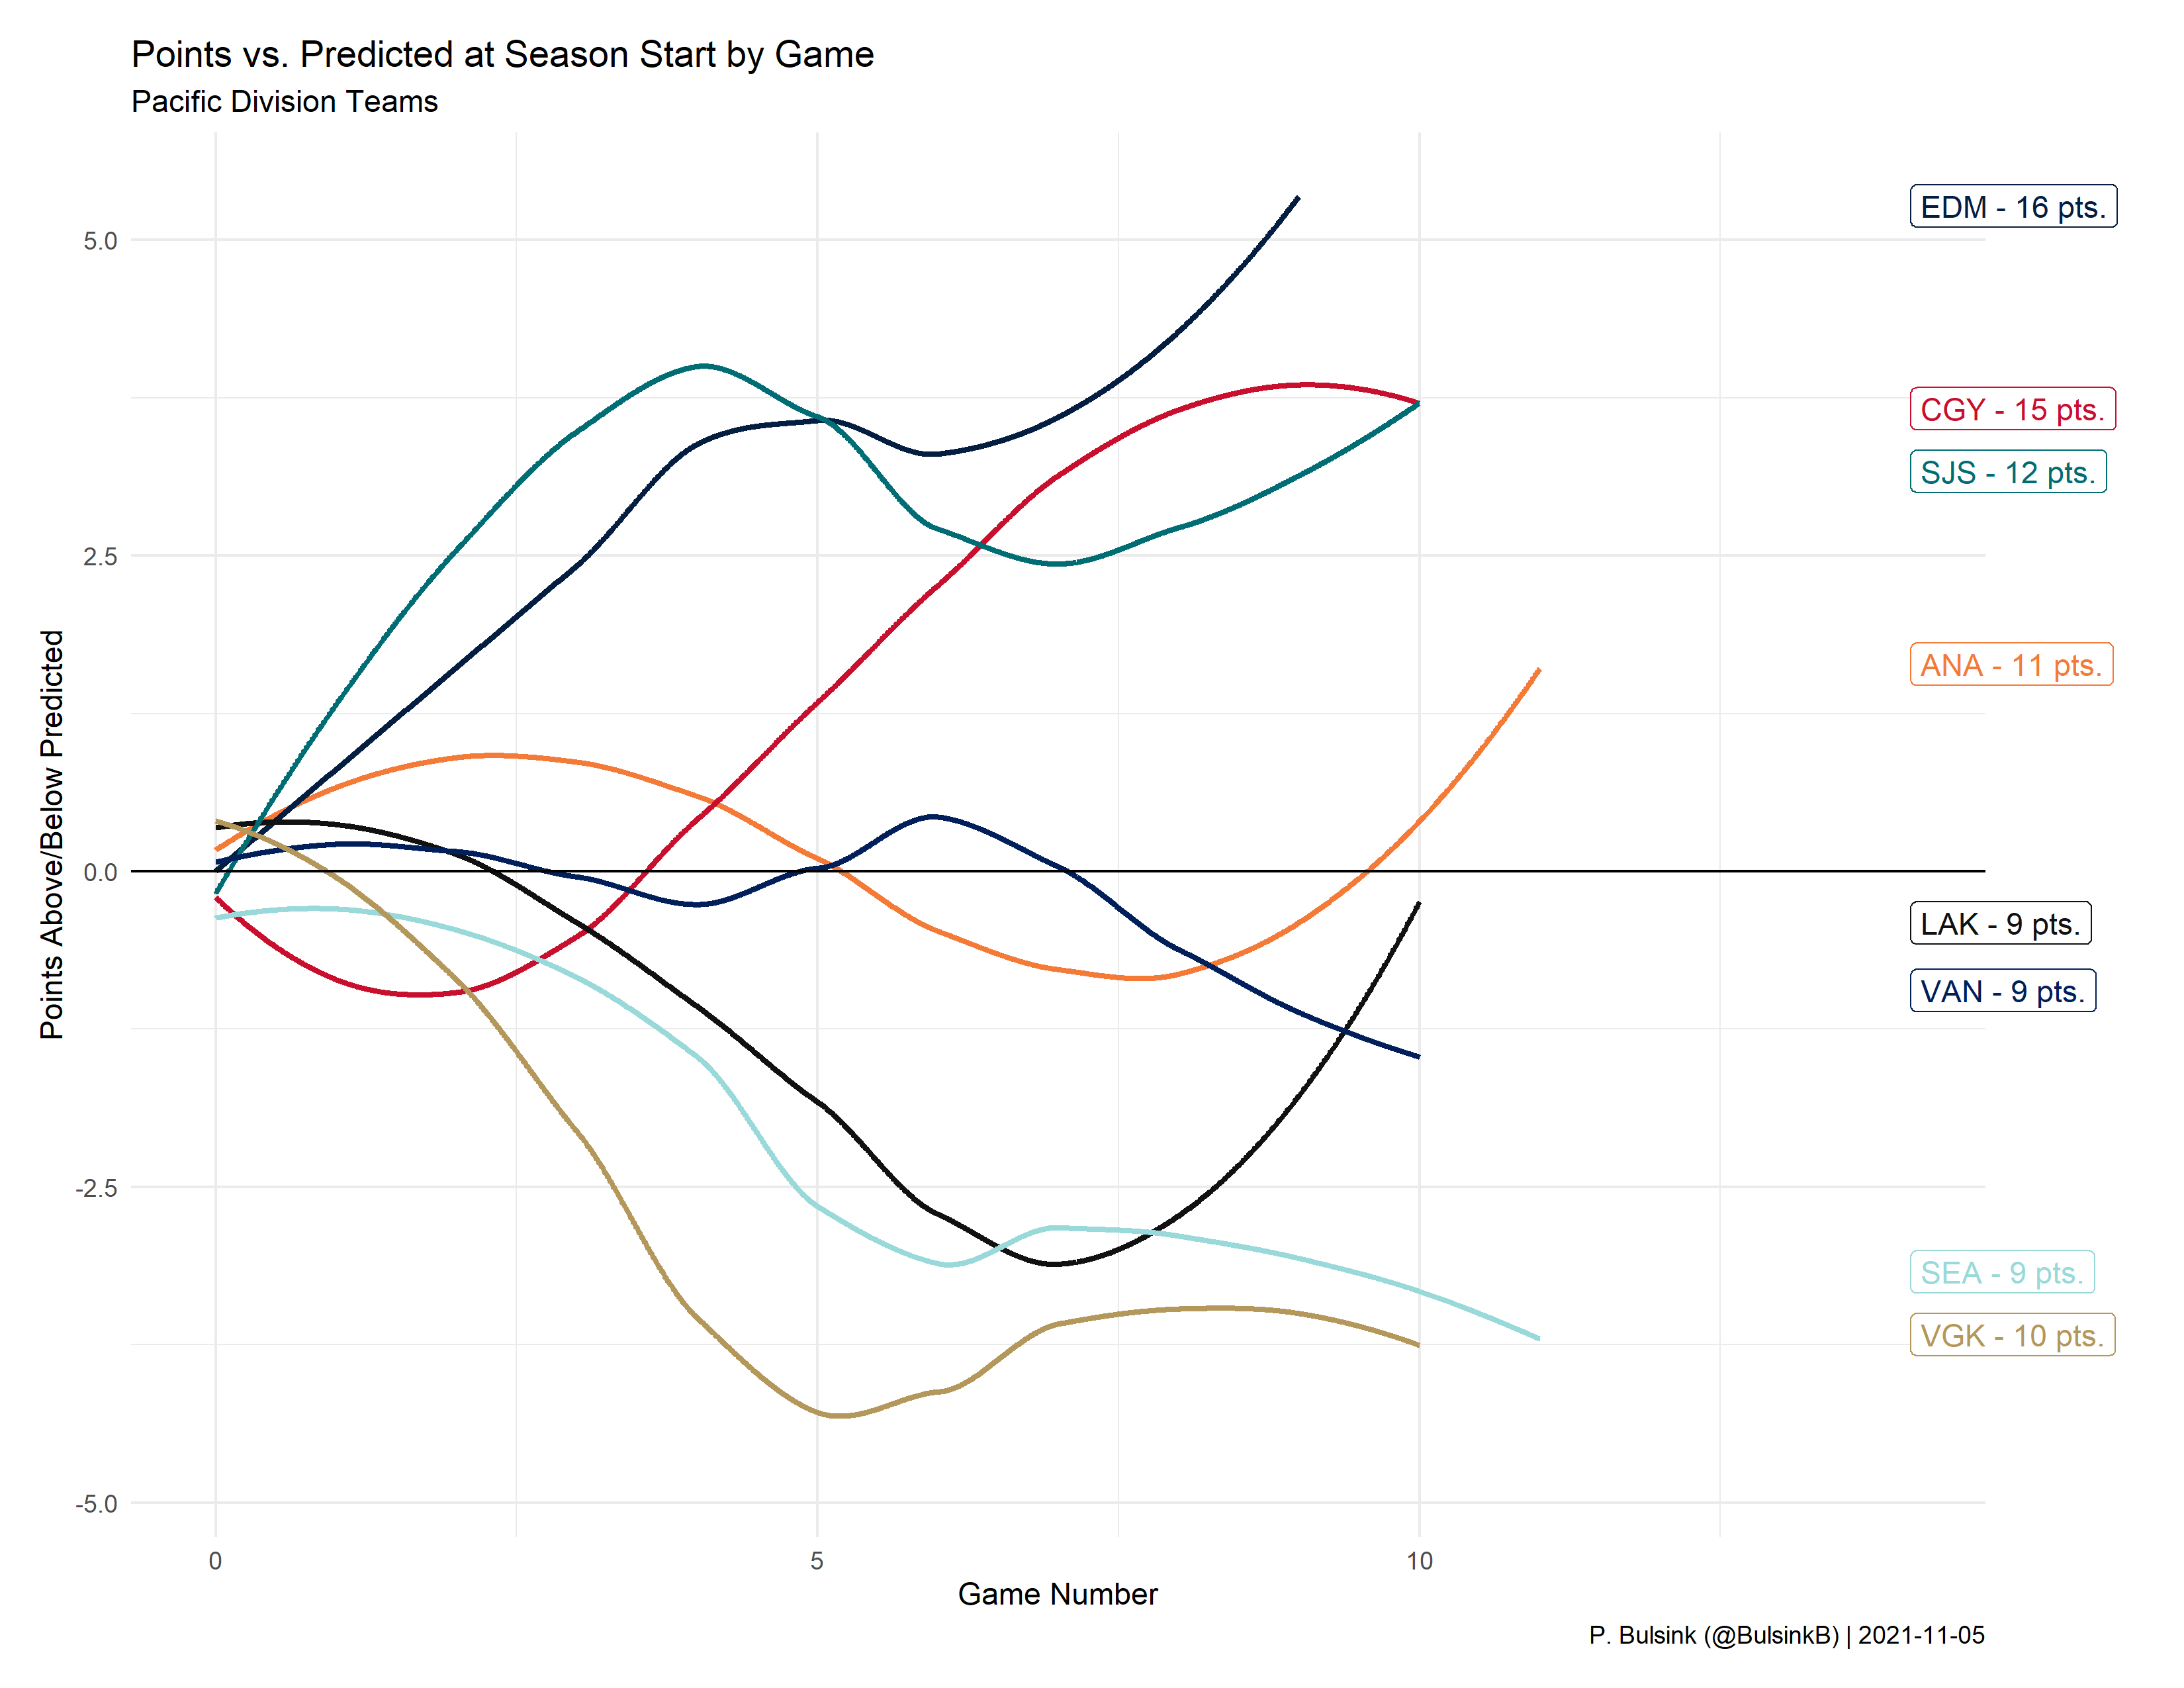 Points vs. Predicted at Season Start by Game
Pacific Division Teams
Points Above/Below Predicted
5.0
2.5
0.0
-2.5
-5.0
EDM - 16 pts.
CGY - 15 pts.
SJS - 12 pts.
ANA - 11 pts.
LAK - 9 pts.
VAN - 9 pts.
SEA - 9 pts.
VGK - 10 pts.
0 5 10
Game Number
P. Bulsink (@BulsinkB) | 2021-11-05